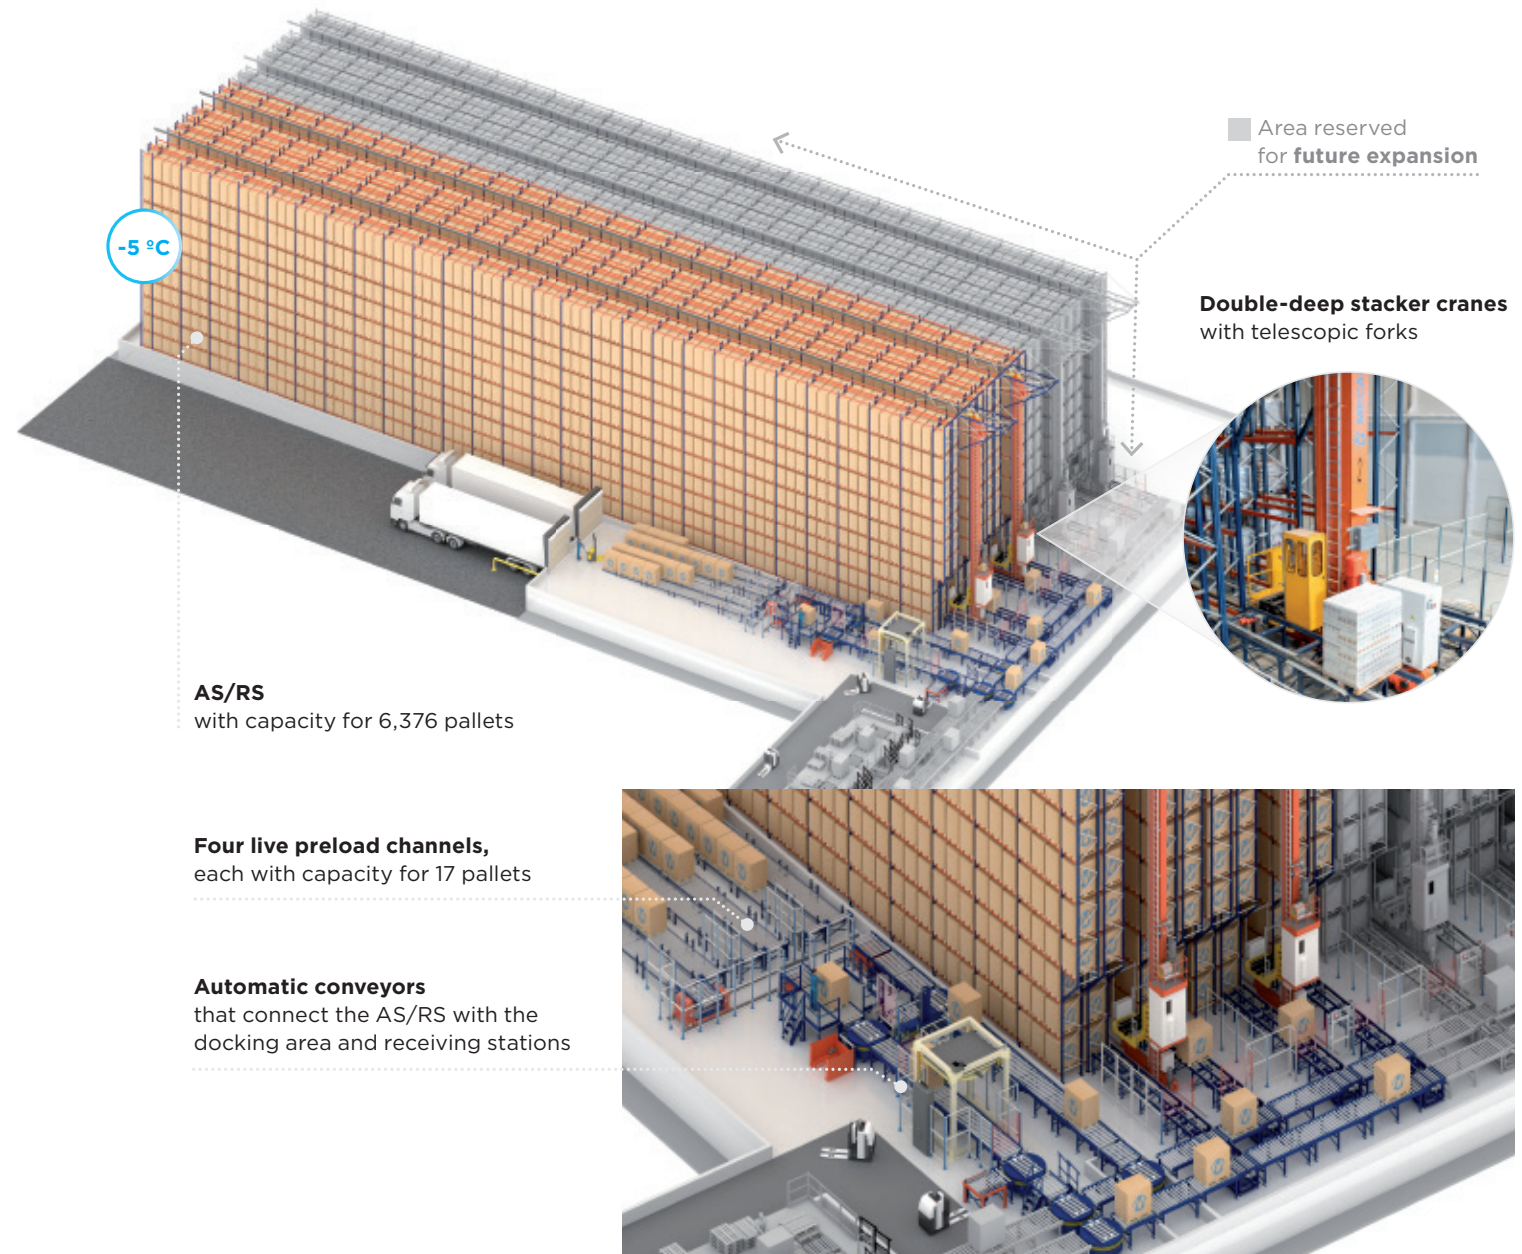 Area reserved
for future expansion
-5 ºC
Double-deep stacker cranes
with telescopic forks
AS/RS
with capacity for 6,376 pallets
Four live preload channels,
each with capacity for 17 pallets
Automatic conveyors
that connect the AS/RS with the
docking area and receiving stations